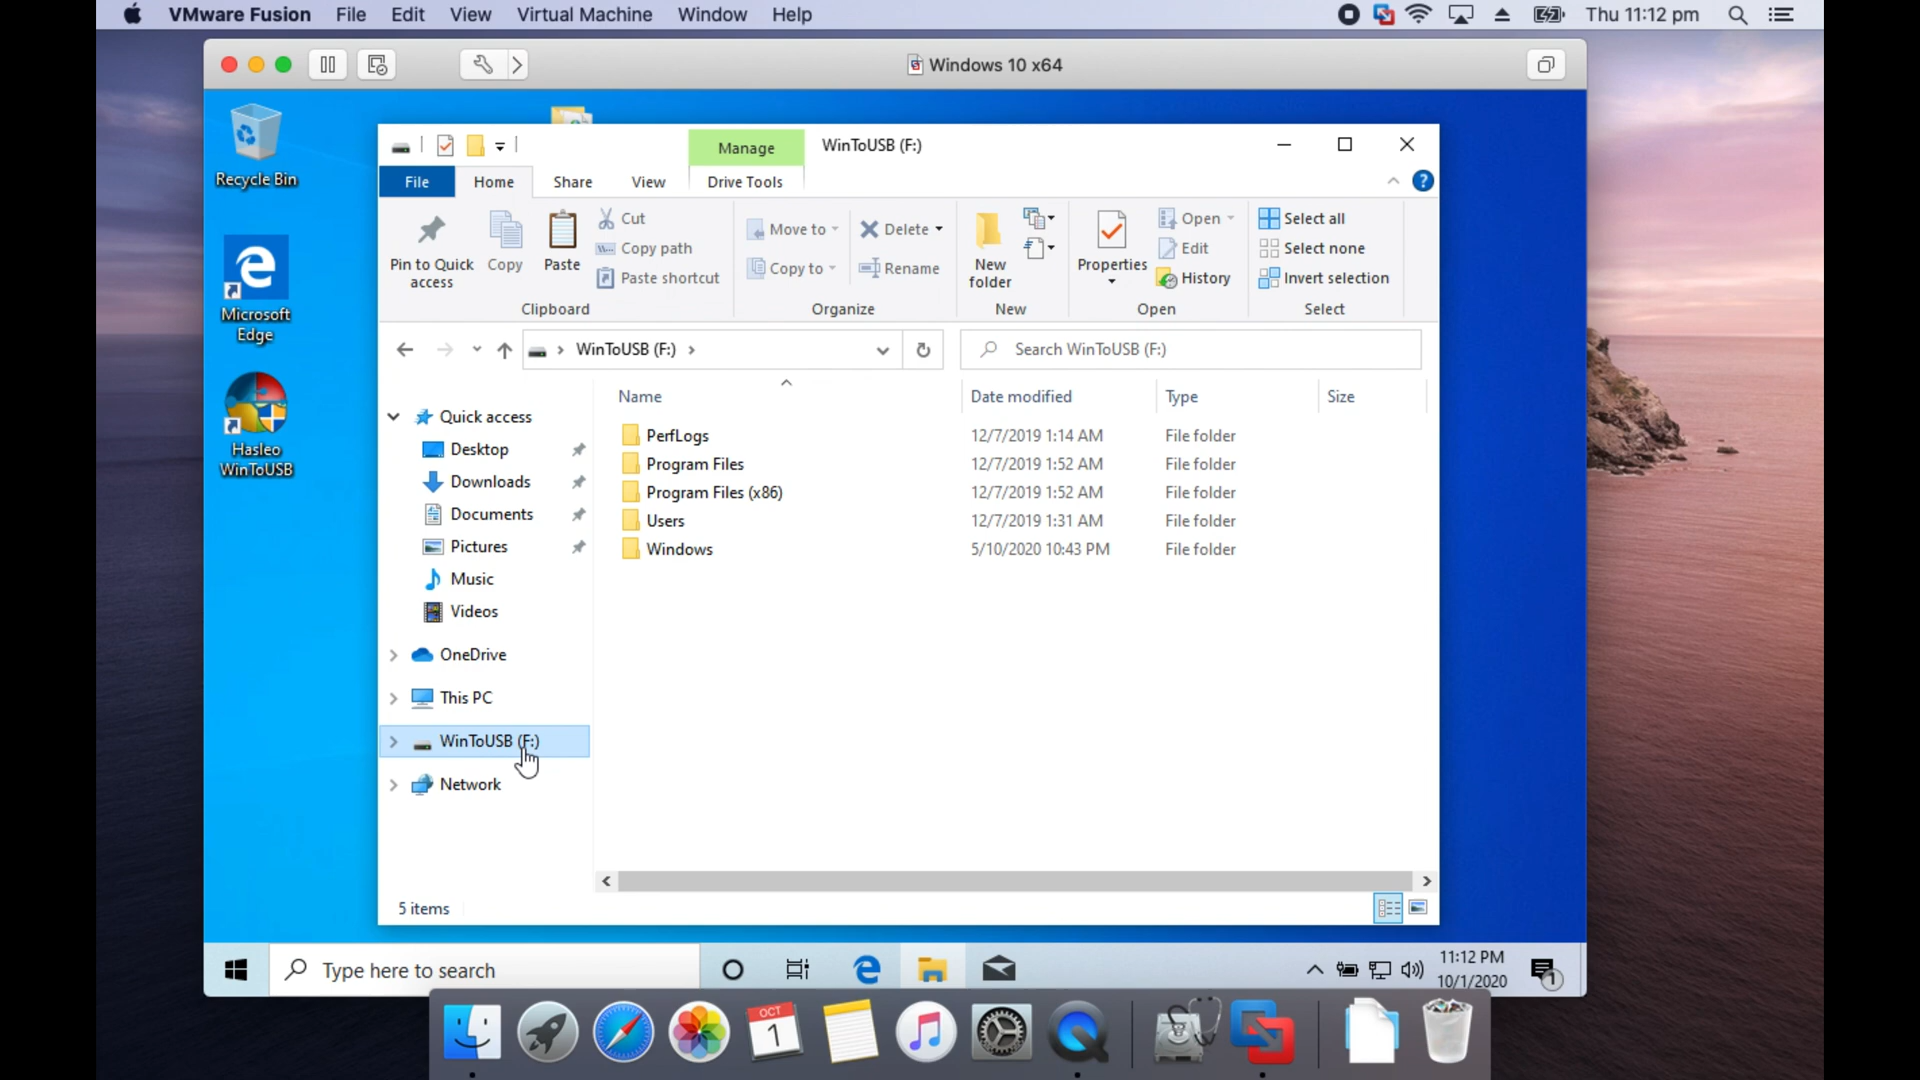 VMware Fusion File Edit View Virtual Machine Window Help Thu 11:12 pm
Windows 10 x64
Recycle Bin
Microsoft
Edge
Hasleo
WinToUSB
Manage WinToUSB (F:)
File Home Share View Drive Tools
Pin to Quick
access
Copy
Paste
Cut
Copy path
Paste shortcut
Clipboard
Move to
Copy to
Delete
Rename
Organize
New
folder
New
Properties
Open
Edit
History
Open
Select all
Select none
Invert selection
Select
WinToUSB (F:) Search WinToUSB (F:)
Quick access
Desktop
Downloads
Documents
Pictures
Music
Videos
OneDrive
This PC
WinToUSB (F:)
Network
Name Date modified Type Size
PerfLogs 12/7/2019 1:14 AM File folder
Program Files 12/7/2019 1:52 AM File folder
Program Files (x86) 12/7/2019 1:52 AM File folder
Users 12/7/2019 1:31 AM File folder
Windows 5/10/2020 10:43 PM File folder
5 items
Type here to search
11:12 PM
10/1/2020
1
OCT
1